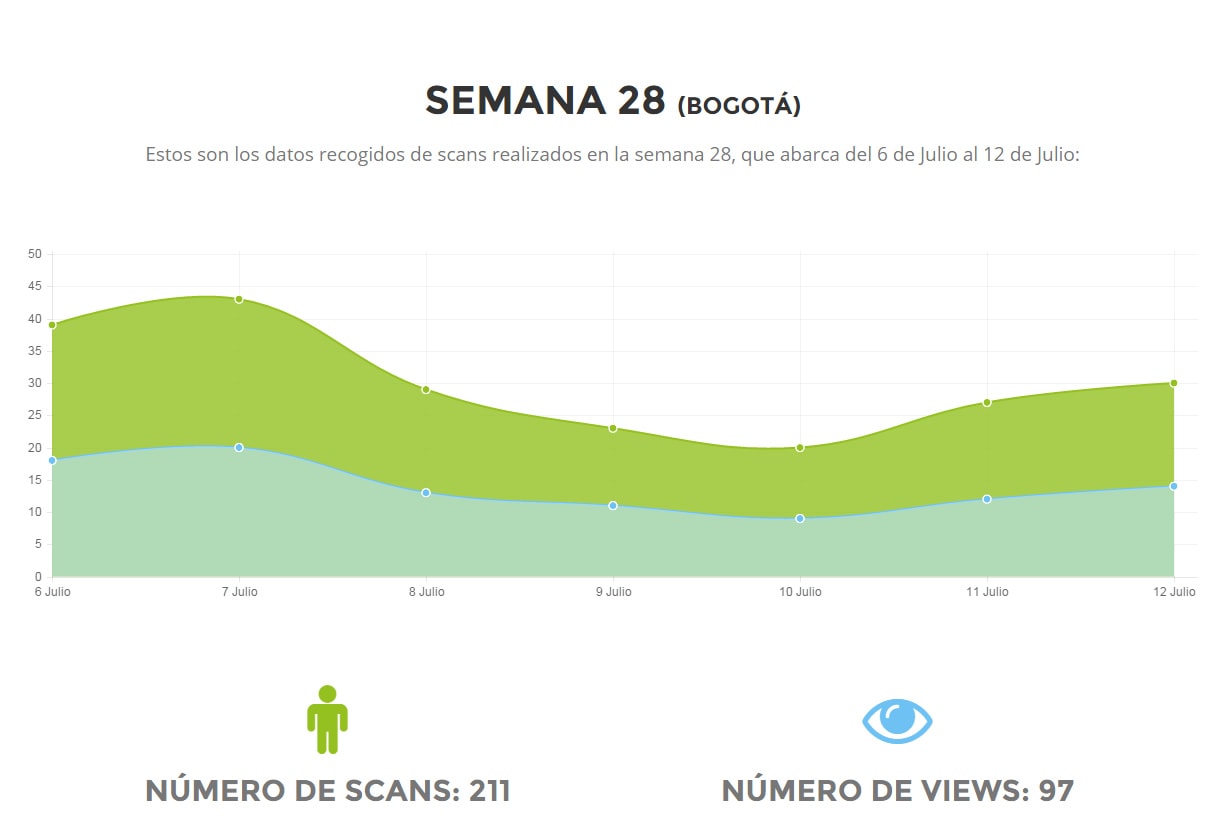 SEMANA 28 (BOGOTÁ)
Estos son los datos recogidos de scans realizados en la semana 28, que abarca del 6 de Julio al 12 de Julio:
50
45
40
35
30
25
20
15
10
5
0
6 Julio 7 Julio 8 Julio 9 Julio 10 Julio 11 Julio 12 Julio
NÚMERO DE SCANS: 211 NÚMERO DE VIEWS: 97